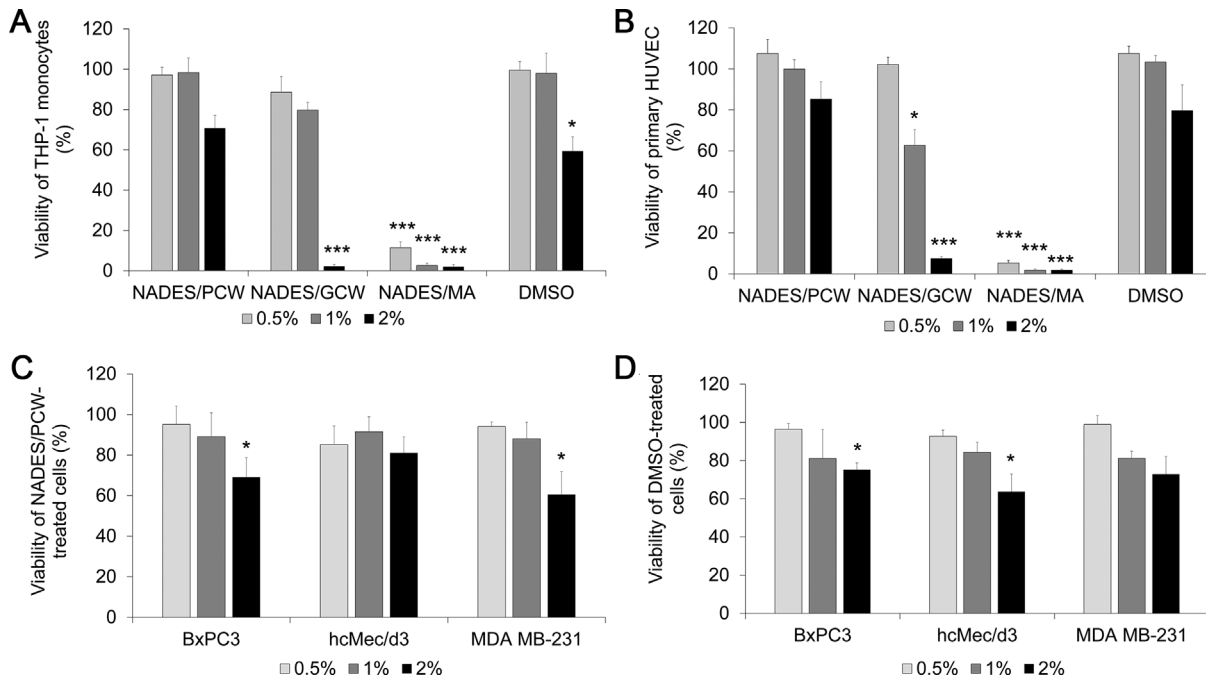 A
Viability of THP-1 monocytes
(%)
120
100
80
60
40
20
0
***
***
***
***
*
NADES/PCW
NADES/GCW
NADES/MA
DMSO
0.5%
1%
2%
B
Viability of primary HUVEC
(%)
120
100
80
60
40
20
0
*
***
***
***
***
NADES/PCW
NADES/GCW
NADES/MA
DMSO
0.5%
1%
2%
C
Viability of NADES/PCW-
treated cells (%)
120
100
80
60
40
20
0
*
*
BxPC3
hcMec/d3
MDA MB-231
0.5%
1%
2%
D
Viability of DMSO-treated
cells (%)
120
100
80
60
40
20
0
*
*
BxPC3
hcMec/d3
MDA MB-231
0.5%
1%
2%